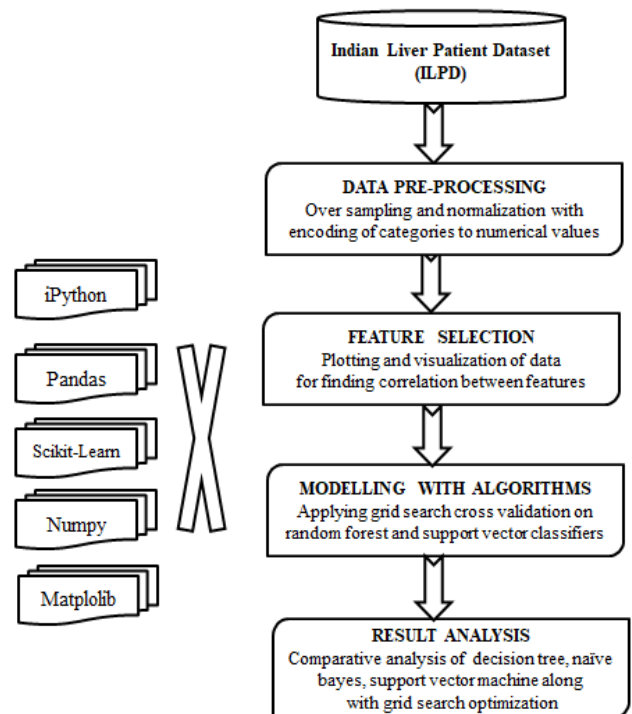 Indian Liver Patient Dataset
(ILPD)
DATA PRE-PROCESSING
Over sampling and normalization with
encoding of categories to numerical values
FEATURE SELECTION
Plotting and visualization of data
for finding correlation between features
MODELLING WITH ALGORITHMS
Applying grid search cross validation on
random forest and support vector classifiers
RESULT ANALYSIS
Comparative analysis of decision tree, naïve
bayes, support vector machine along
with grid search optimization
iPython
Pandas
Scikit-Learn
Numpy
Matplolib